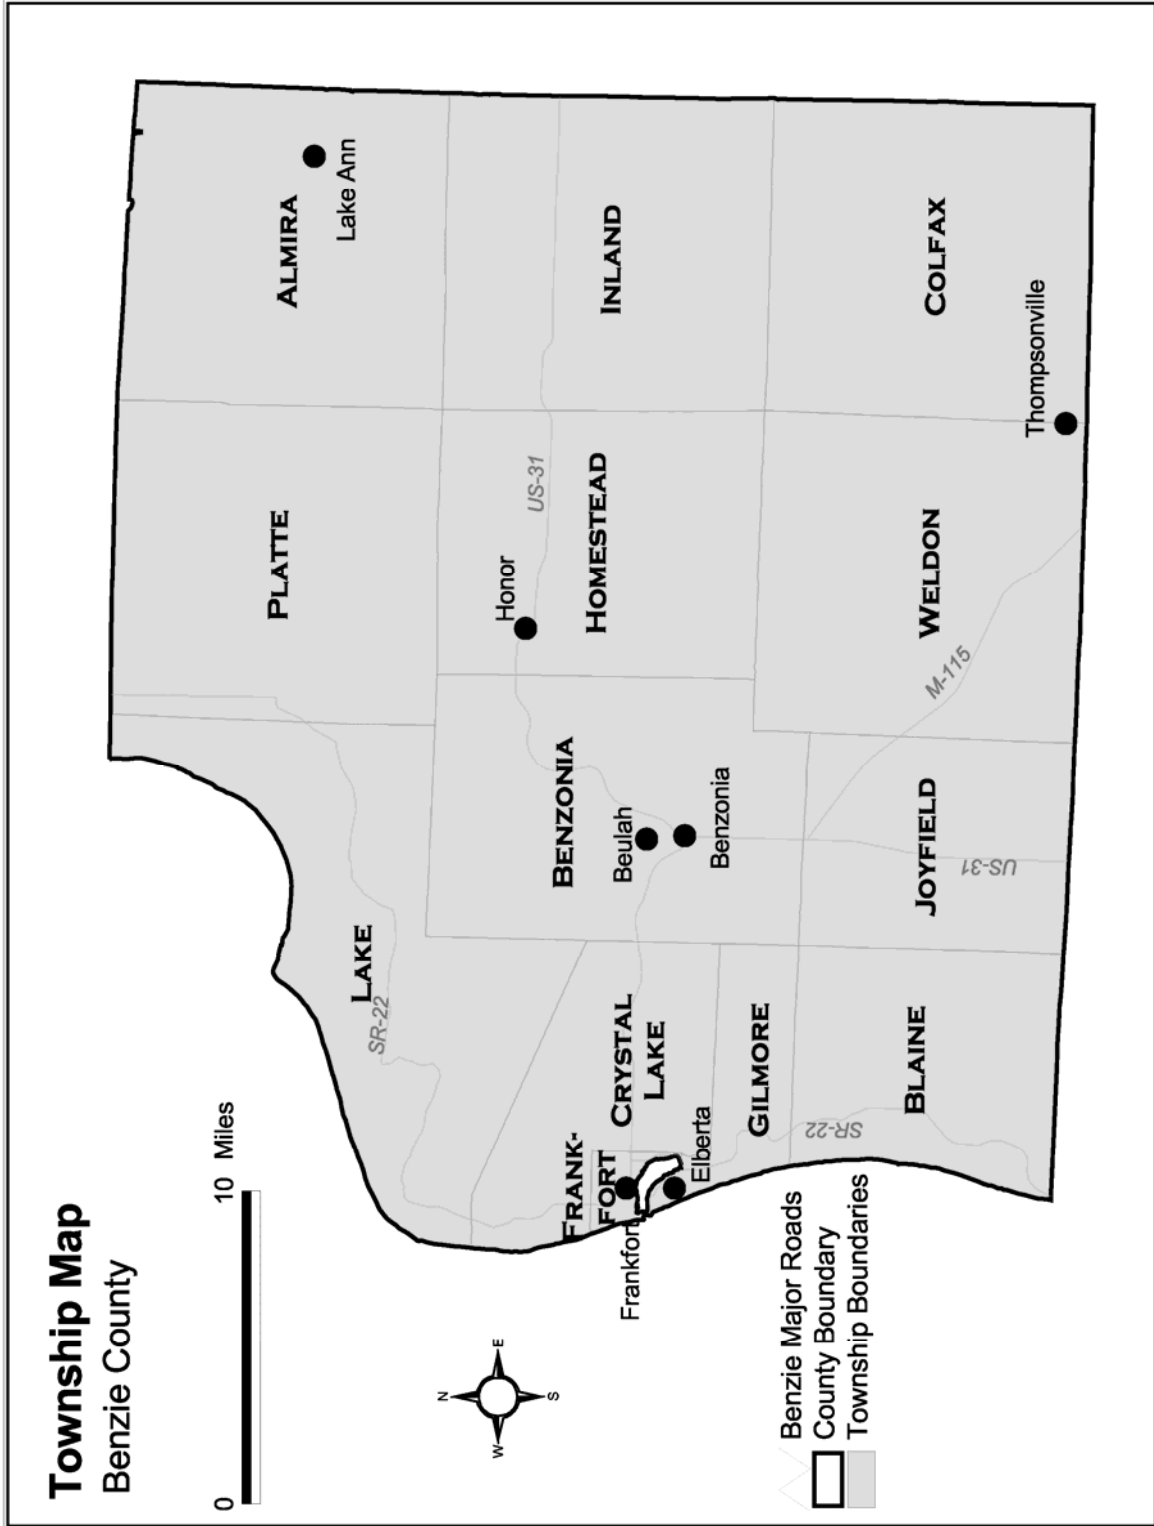 Township Map
Benzie County
0 10 Miles
N
W E
S
Benzie Major Roads
County Boundary
Township Boundaries
LAKE
SR-22
PLATTE
ALMIRA
Lake Ann
FRANK-
FORT
Frankfort
CRYSTAL
LAKE
Elberta
BENZONIA
Beulah
Benzonia
Honor
US-31
HOMESTEAD
INLAND
GILMORE
SR-22
BLAINE
JOYFIELD
US-31
M-115
WELDON
COLFAX
Thompsonville